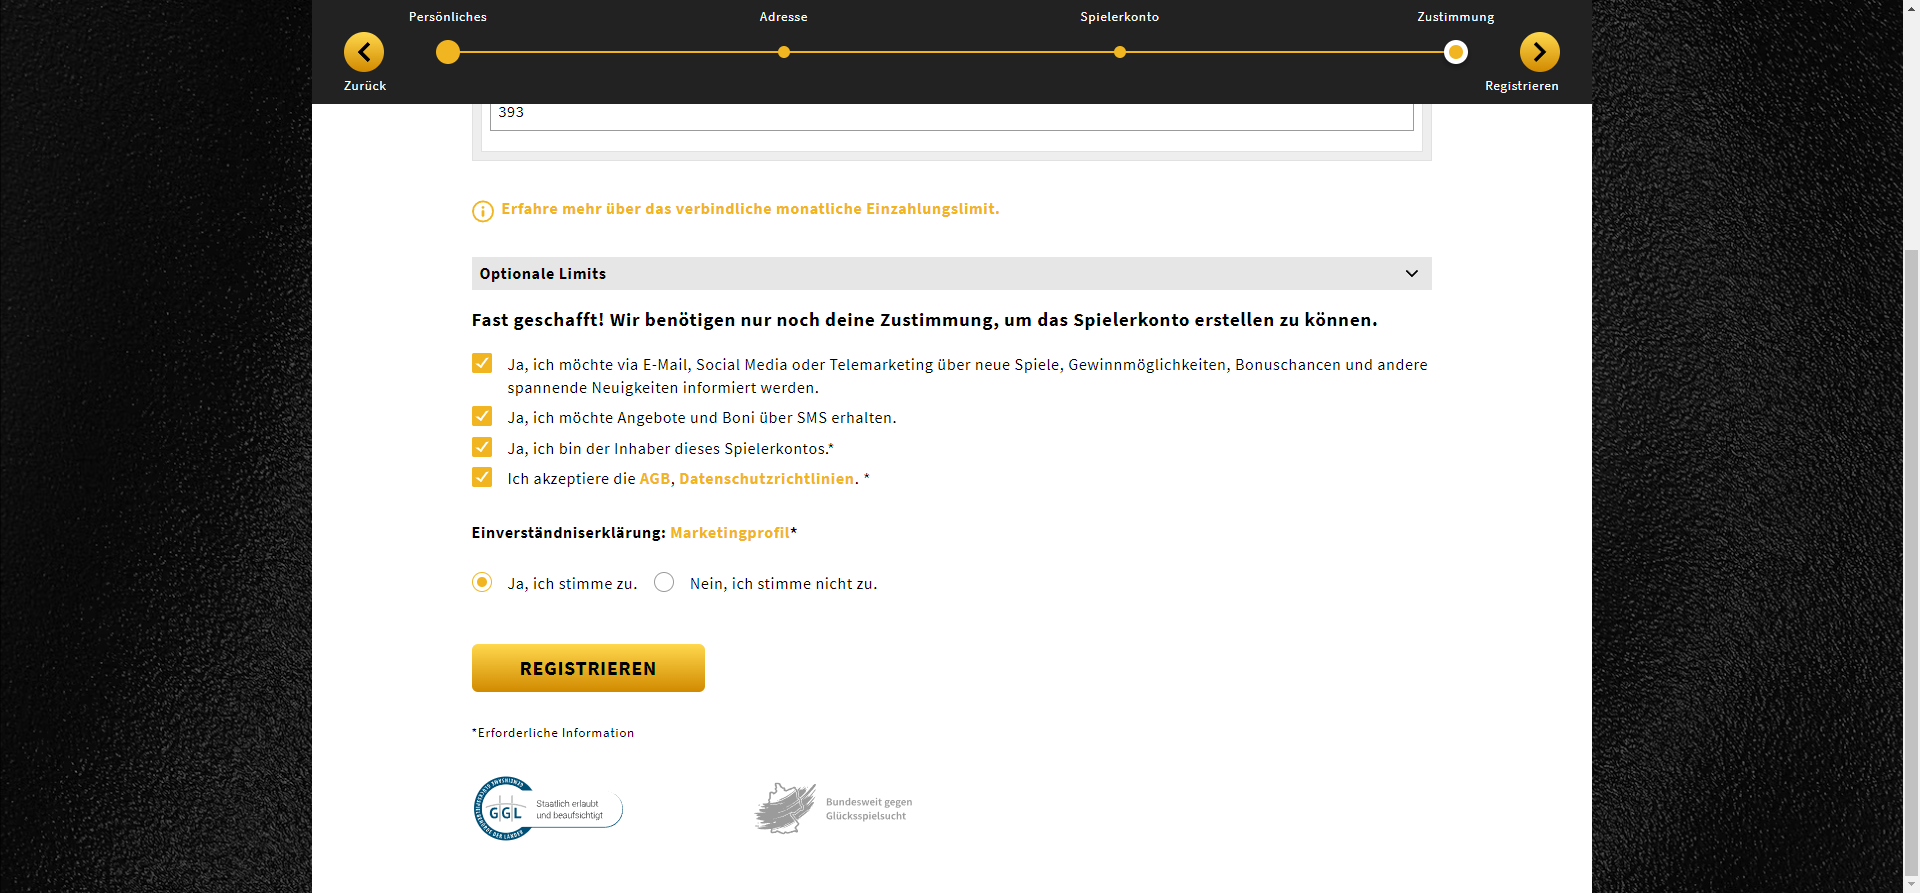 Persönliches
Adresse
Spielerkonto
Zustimmung
Zurück
Registrieren
393
Erfahre mehr über das verbindliche monatliche Einzahlungslimit.
Optionale Limits
Fast geschafft! Wir benötigen nur noch deine Zustimmung, um das Spielerkonto erstellen zu können.
Ja, ich möchte via E-Mail, Social Media oder Telemarketing über neue Spiele, Gewinnmöglichkeiten, Bonuschancen und andere
spannende Neuigkeiten informiert werden.
Ja, ich möchte Angebote und Boni über SMS erhalten.
Ja, ich bin der Inhaber dieses Spielerkontos.*
Ich akzeptiere die AGB, Datenschutzrichtlinien. *
Einverständniserklärung: Marketingprofil*
Ja, ich stimme zu.
Nein, ich stimme nicht zu.
REGISTRIEREN
*Erforderliche Information
GGL
Staatlich erlaubt
und beaufsichtigt
Bundesweit gegen
Glücksspielsucht